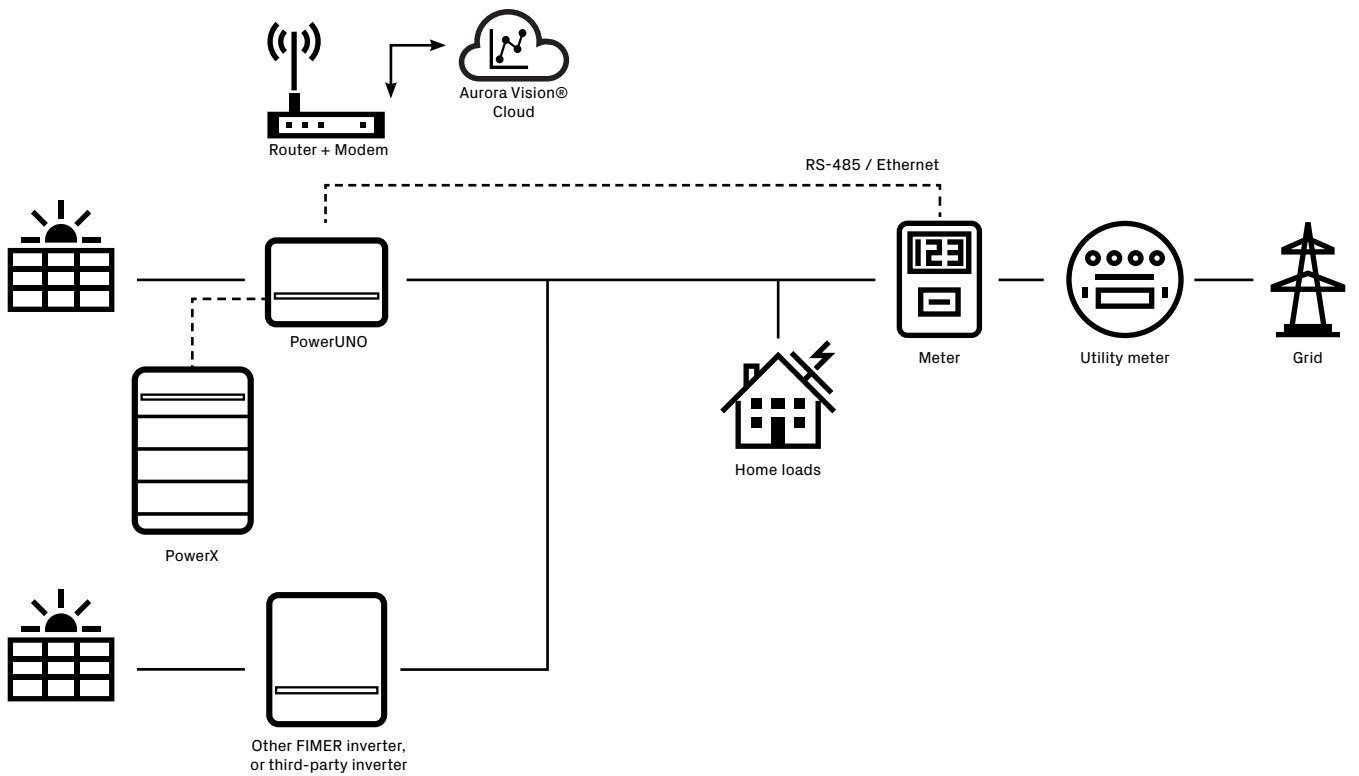 Aurora Vision®
Cloud
Router + Modem
RS-485 / Ethernet
123
PowerUNO
Meter
Utility meter
Grid
Home loads
PowerX
Other FIMER inverter,
or third-party inverter